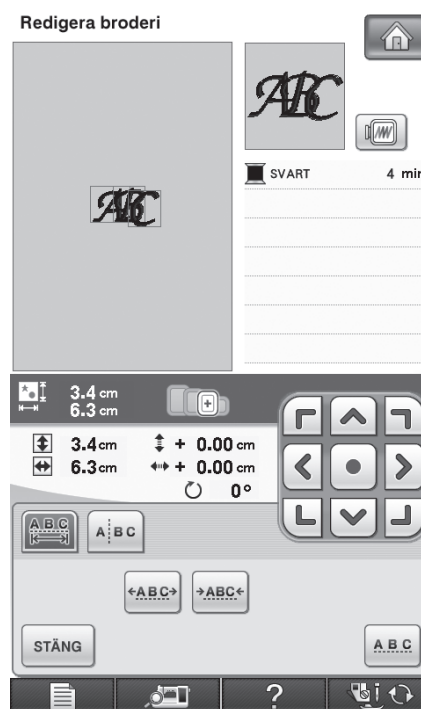 Redigera broderi
ABC
SVART 4 min
ABC
3.4 cm
6.3 cm
3.4 cm + 0.00 cm
6.3 cm + 0.00 cm
0°
ABC A BC
ABC ABC
STÄNG ABC
?